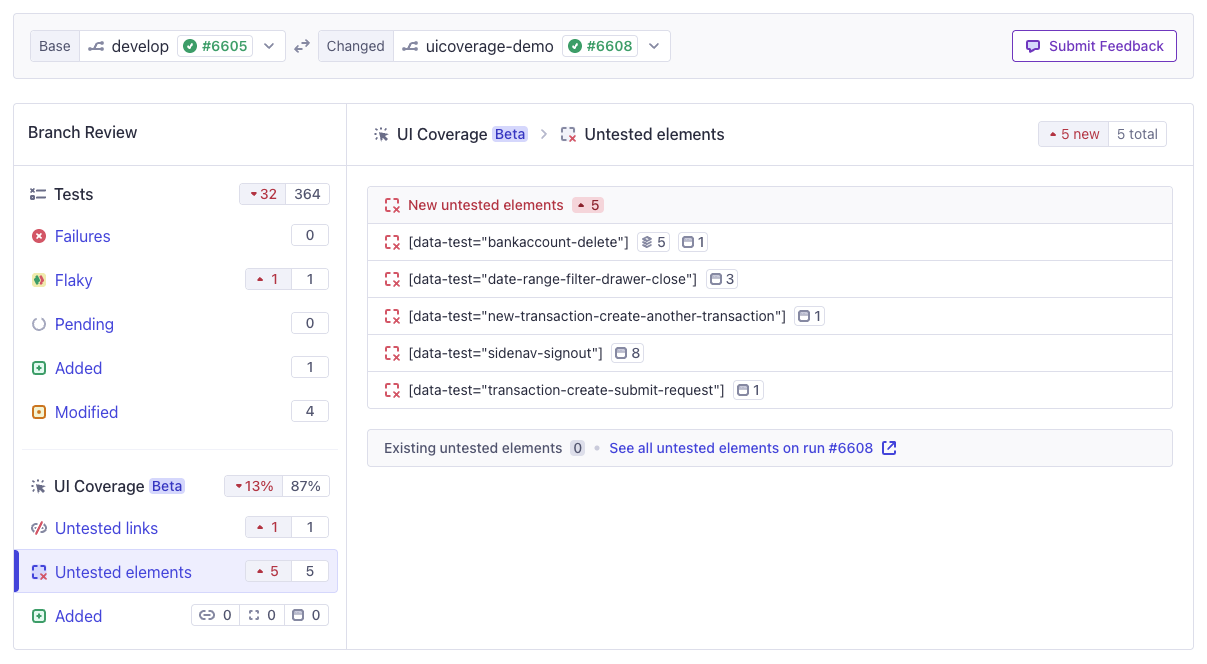 Base develop #6605 Changed uicoverage-demo #6608 Submit Feedback
Branch Review
UI Coverage Beta Untested elements 5 new 5 total
Tests 32 364
Failures 0
Flaky 1 1
Pending 0
Added 1
Modified 4
UI Coverage Beta 13% 87%
Untested links 1 1
Untested elements 5 5
Added 0 0 0
New untested elements 5
[data-test="bankaccount-delete"] 5 1
[data-test="date-range-filter-drawer-close"] 3
[data-test="new-transaction-create-another-transaction"] 1
[data-test="sidenav-signout"] 8
[data-test="transaction-create-submit-request"] 1
Existing untested elements 0 • See all untested elements on run #6608